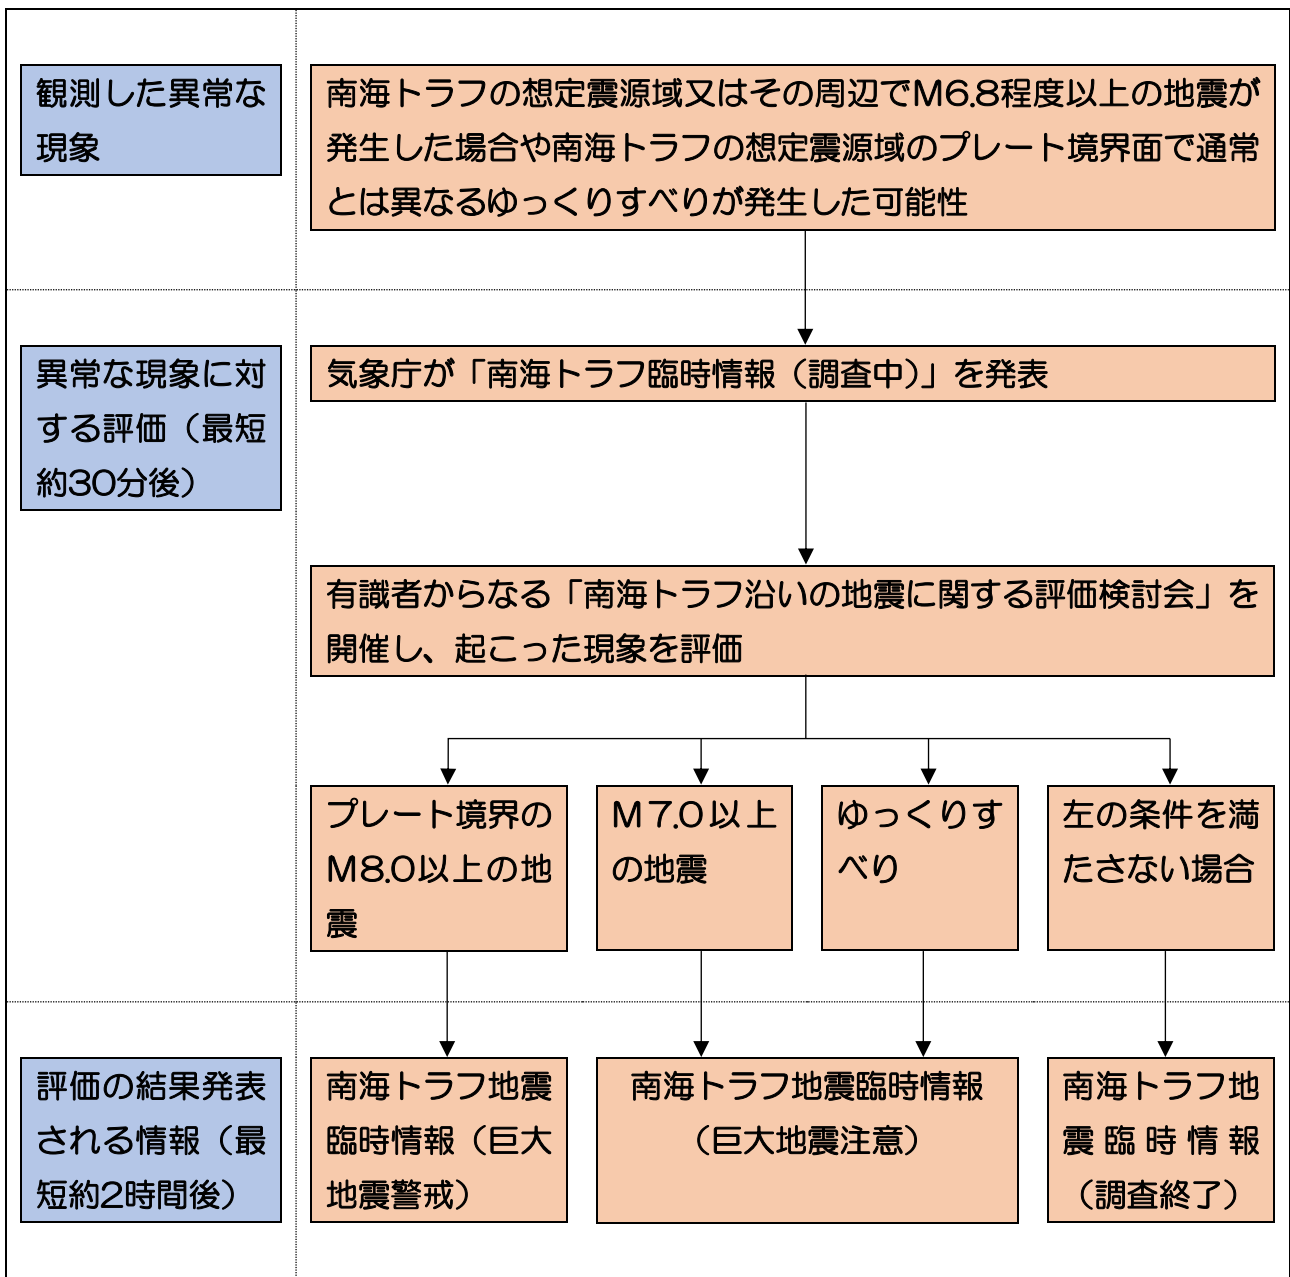 観測した異常な
現象
南海トラフの想定震源域又はその周辺でM6.8程度以上の地震が
発生した場合や南海トラフの想定震源域のプレート境界面で通常
とは異なるゆっくりすべりが発生した可能性
異常な現象に対
する評価（最短
約30分後）
気象庁が「南海トラフ臨時情報（調査中）」を発表
有識者からなる「南海トラフ沿いの地震に関する評価検討会」を
開催し、起こった現象を評価
プレート境界の
M8.0以上の地
震
M7.0以上
の地震
ゆっくりす
べり
左の条件を満
たさない場合
評価の結果発表
される情報（最
短約2時間後）
南海トラフ地震
臨時情報（巨大
地震警戒）
南海トラフ地震臨時情報
（巨大地震注意）
南海トラフ地
震臨時情報
（調査終了）